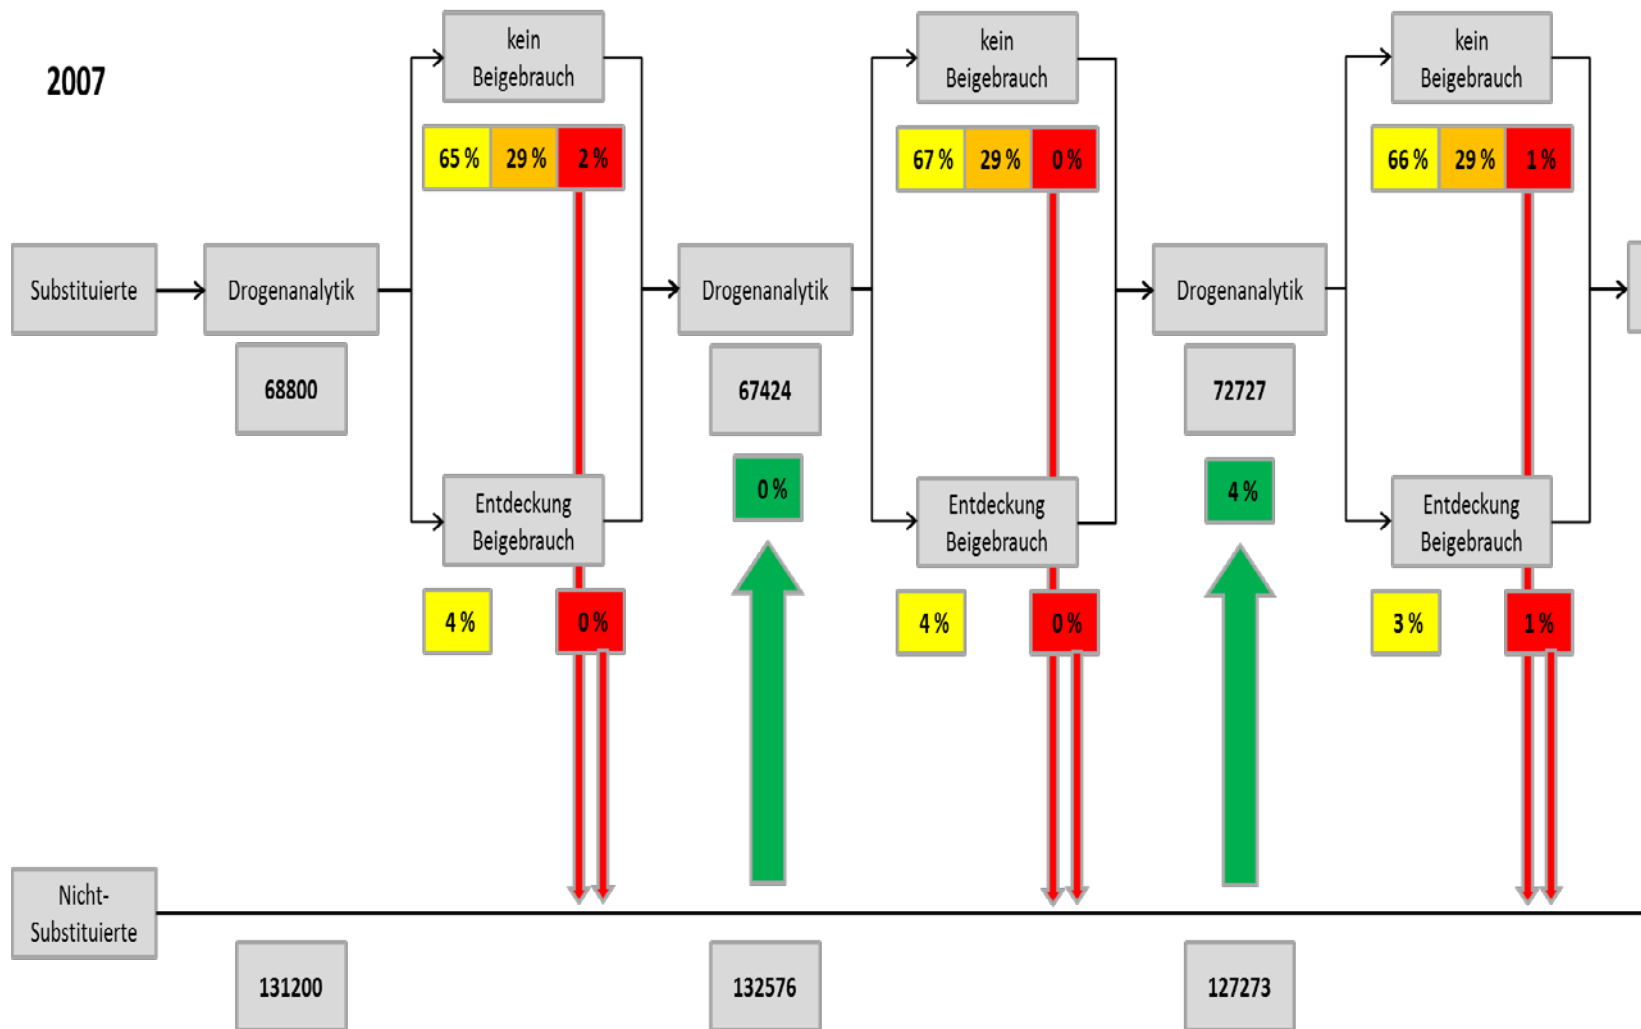 2007
kein
Beigebrauch
kein
Beigebrauch
kein
Beigebrauch
65 %
29 %
2 %
67 %
29 %
0 %
66 %
29 %
1 %
Substituierte
Drogenanalytik
Drogenanalytik
Drogenanalytik
68800
67424
72727
0 %
4 %
Entdeckung
Beigebrauch
Entdeckung
Beigebrauch
Entdeckung
Beigebrauch
4 %
0 %
4 %
0 %
3 %
1 %
Nicht-
Substituierte
131200
132576
127273